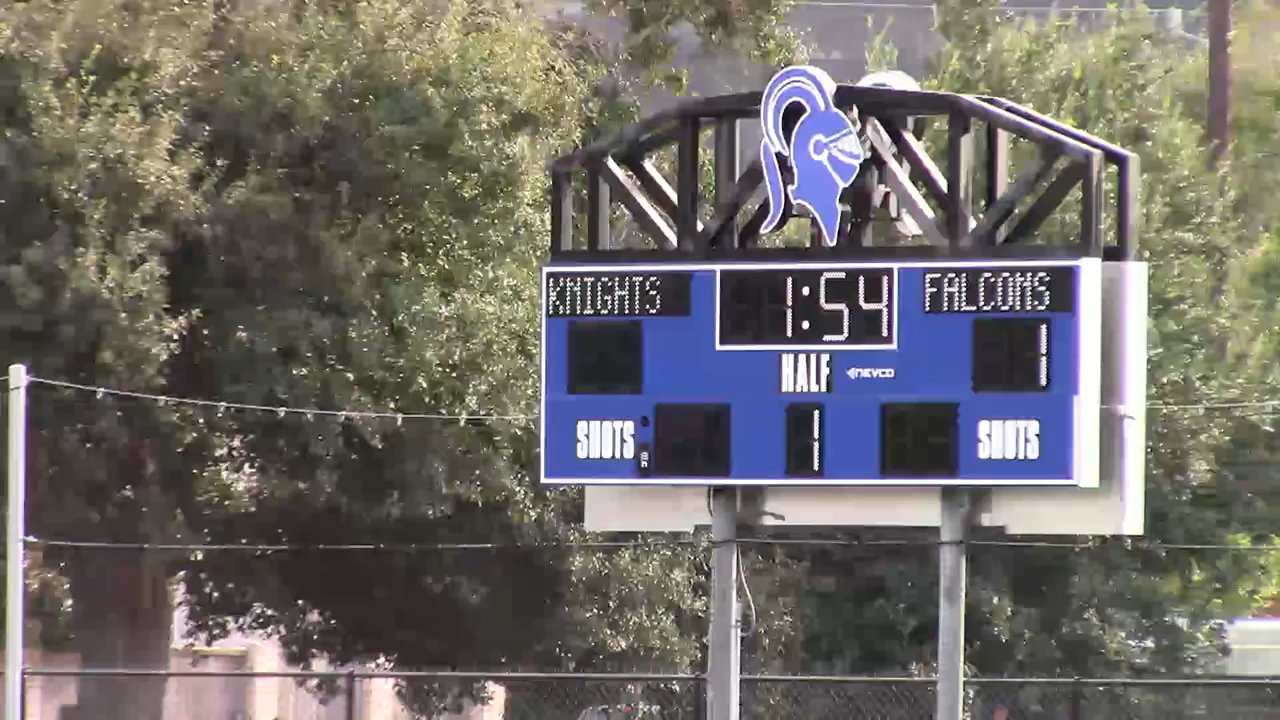 KNIGHTS 1:54 FALCONS
1
HALF NEVCO
SHOTS 1 SHOTS